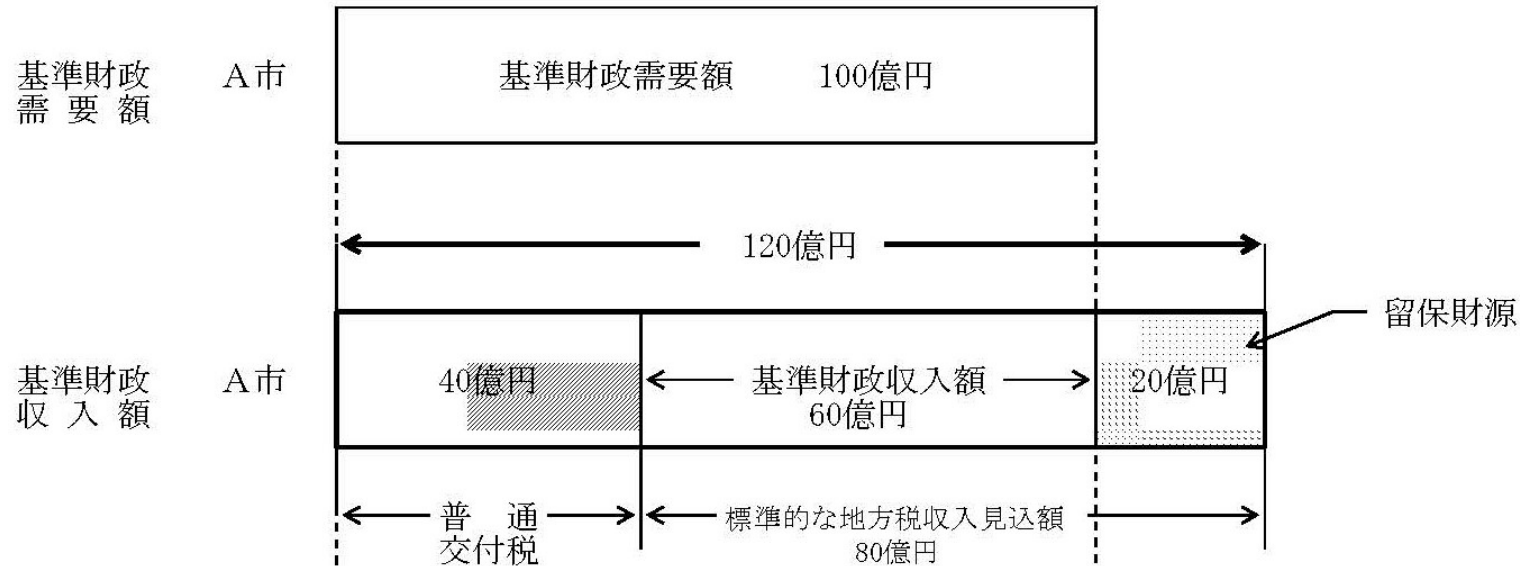 基準財政
需要額
A市
基準財政需要額 100億円
120億円
留保財源
基準財政
収入額
A市
40億円
基準財政収入額
60億円
20億円
普通
交付税
標準的な地方税収入見込額
80億円